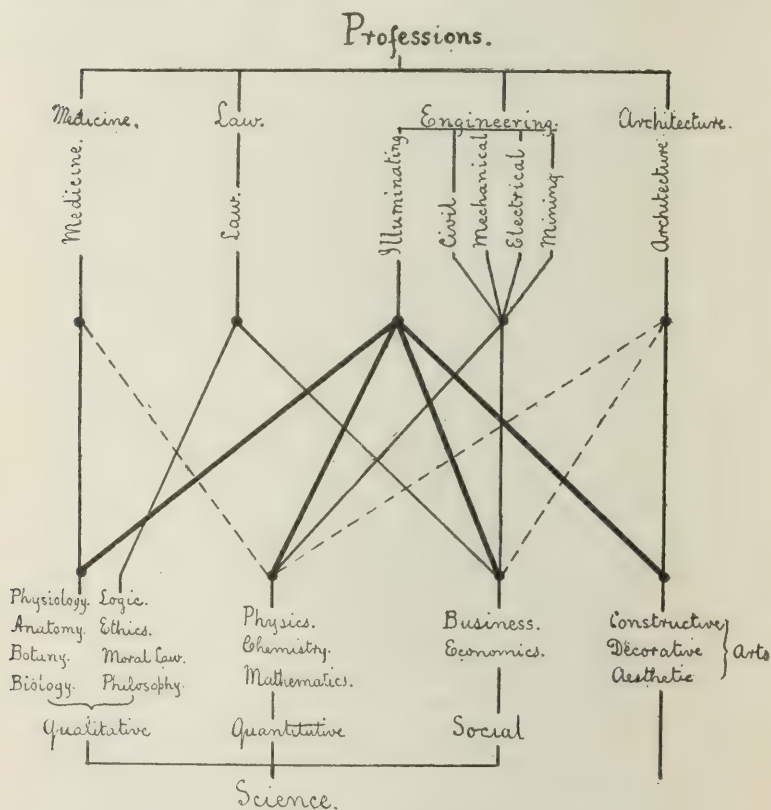 Professions.
Medicine. Law. Engineering. Architecture.
Medicine. Law. Illuminating Civil Mechanical Electrical Mining Architecture
Physiology. Logic.
Anatomy. Ethics.
Botany. Moral Law.
Biology. Philosophy.
Qualitative
Physics.
Chemistry.
Mathematics.
Quantitutive
Business.
Economics.
Social
Constructive
Decorative
Aesthetic
Arts
Science.